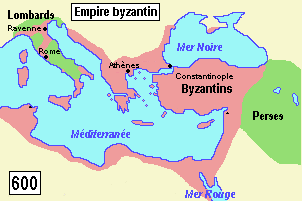 Lombards
Empire byzantin
Ravenne
Mer Noire
Rome
Athènes
Constantinople
Byzantins
Perses
Méditerranée
600
Mer Rouge